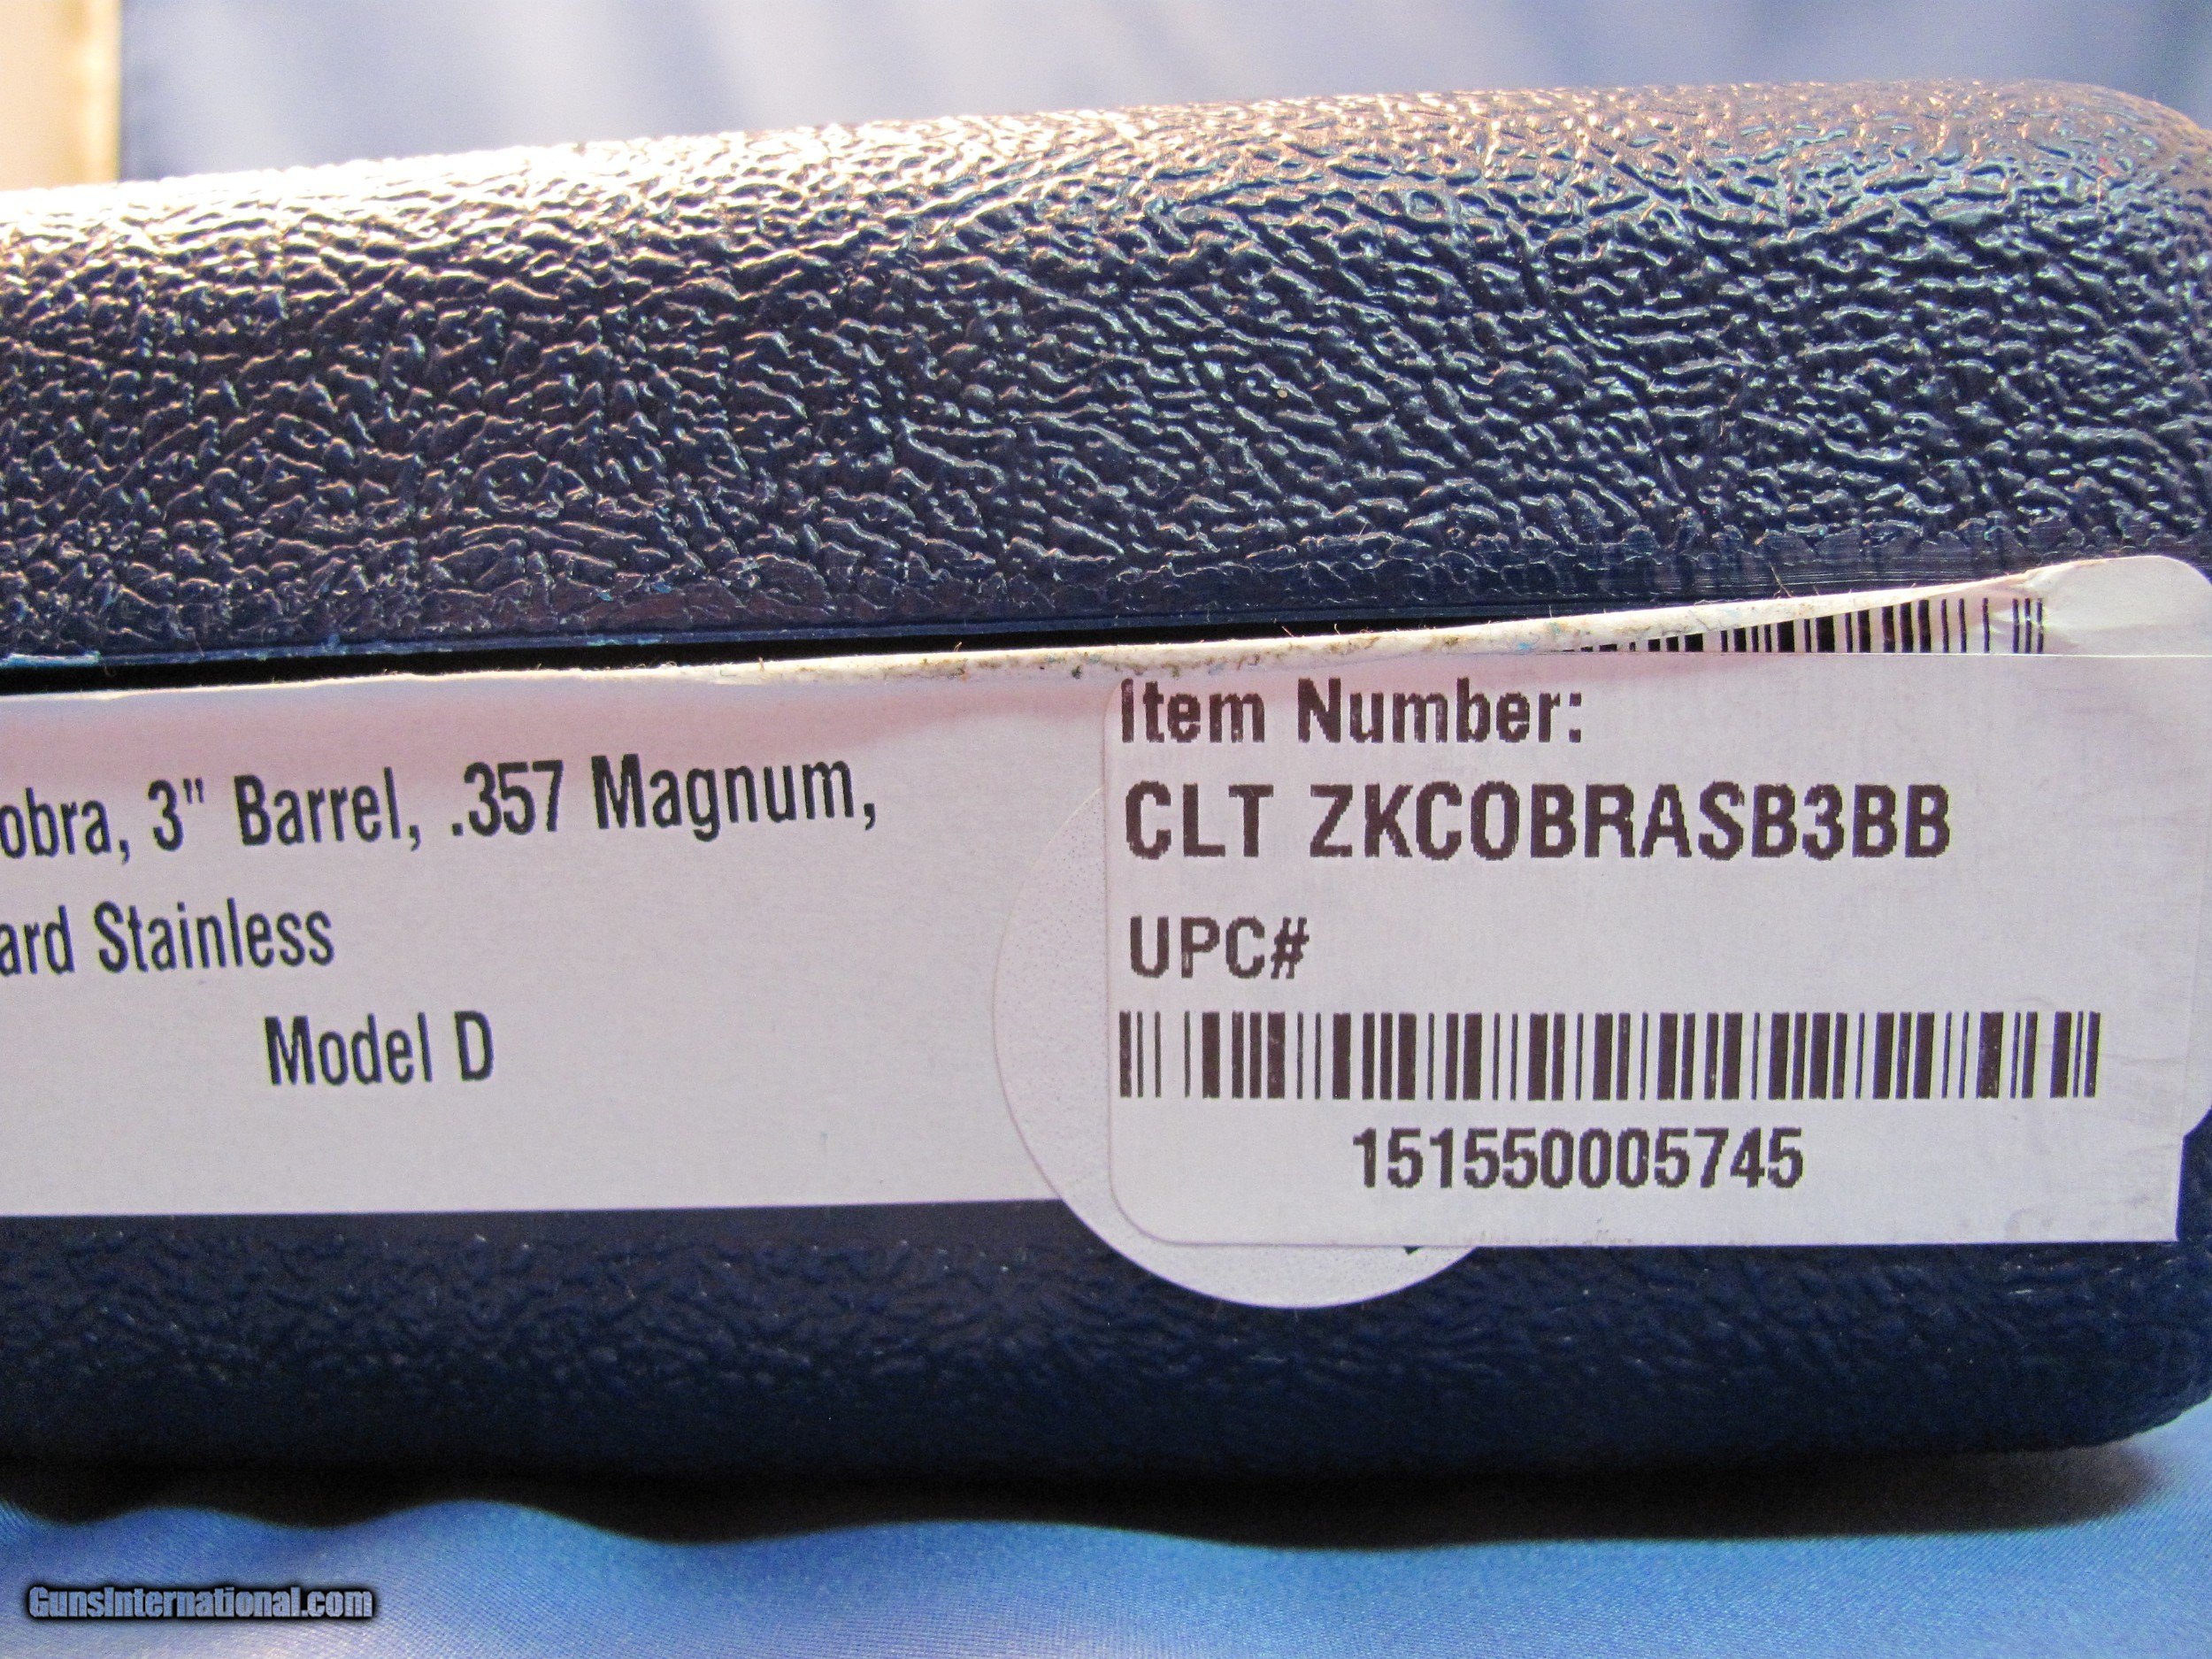 obra, 3" Barrel, .357 Magnum,
ard Stainless
Model D
Item Number:
CLT ZKCOBRASB3BB
UPC#
151550005745
GunsInternational.com